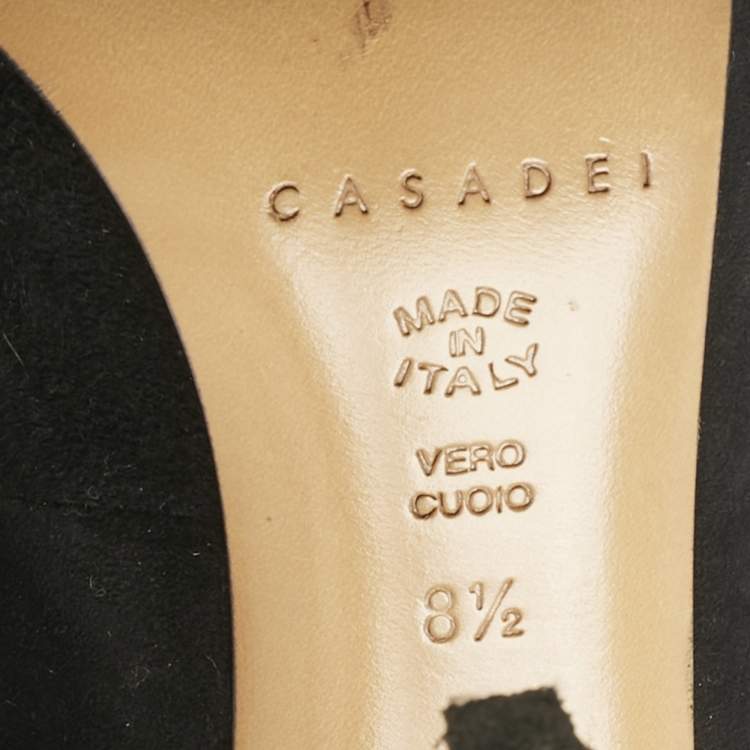 CASADEI
MADE
IN
ITALY
VERO
CUOIO
8½